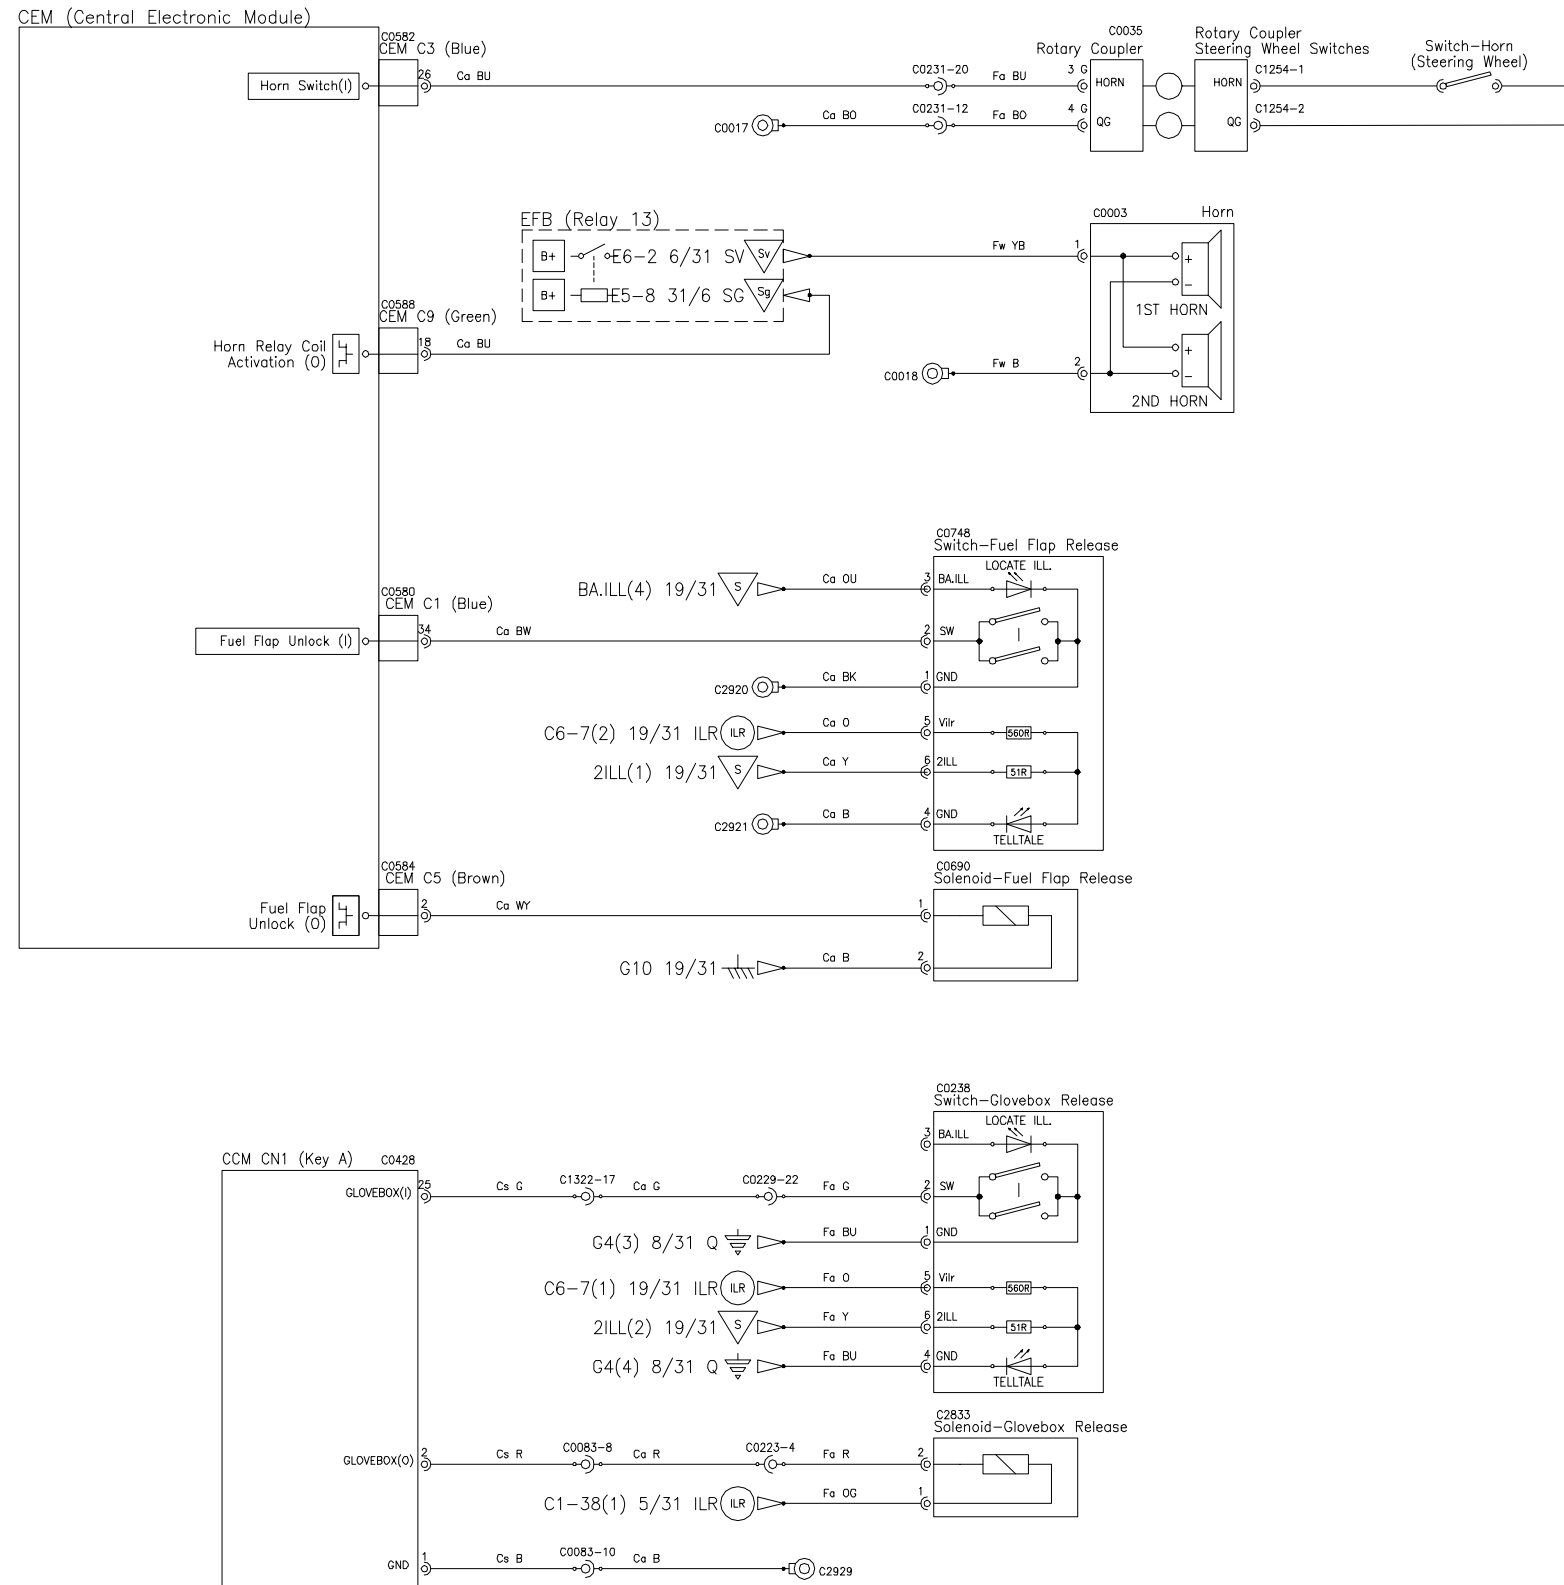 CEM (Central Electronic Module)
C0582
CEM C3 (Blue)
Horn Switch(I)
26
Ca BU
C0231-20
Fa BU
C0035
Rotary Coupler
3 G
HORN
Rotary Coupler
Steering Wheel Switches
HORN
C1254-1
Switch-Horn
(Steering Wheel)
C0017
Ca BO
C0231-12
Fa BO
4 G
QG
QG
C1254-2
EFB (Relay 13)
B+
E6-2 6/31 SV
Sv
Fw YB
C0003
Horn
1
+
-
1ST HORN
B+
E5-8 31/6 SG
Sg
C0588
CEM C9 (Green)
Horn Relay Coil
Activation (O)
18
Ca BU
C0018
Fw B
2
+
-
2ND HORN
C0748
Switch-Fuel Flap Release
LOCATE ILL.
BA.ILL(4) 19/31
S
Ca OU
3
BA.ILL
C0580
CEM C1 (Blue)
Fuel Flap Unlock (I)
34
Ca BW
2
SW
I
C2920
Ca BK
1
GND
C6-7(2) 19/31 ILR
ILR
Ca O
5
Vilr
560R
2ILL(1) 19/31
S
Ca Y
6
2ILL
51R
C2921
Ca B
4
GND
TELLTALE
C0584
CEM C5 (Brown)
Fuel Flap
Unlock (O)
2
Ca WY
C0690
Solenoid-Fuel Flap Release
1
G10 19/31
Ca B
2
C0238
Switch-Glovebox Release
LOCATE ILL.
3
BA.ILL
CCM CN1 (Key A)
C0428
GLOVEBOX(I)
25
Cs G
C1322-17
Ca G
C0229-22
Fa G
2
SW
I
G4(3) 8/31 Q
Fa BU
1
GND
C6-7(1) 19/31 ILR
ILR
Fa O
5
Vilr
560R
2ILL(2) 19/31
S
Fa Y
6
2ILL
51R
G4(4) 8/31 Q
Fa BU
4
GND
TELLTALE
C2833
Solenoid-Glovebox Release
GLOVEBOX(O)
2
Cs R
C0083-8
Ca R
C0223-4
Fa R
2
C1-38(1) 5/31 ILR
ILR
Fa OG
1
GND
1
Cs B
C0083-10
Ca B
C2929